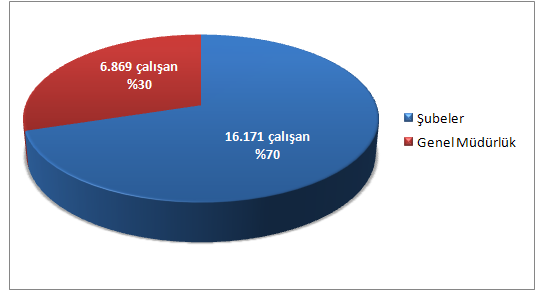 6.869 çalışan
%30
16.171 çalışan
%70
Şubeler
Genel Müdürlük